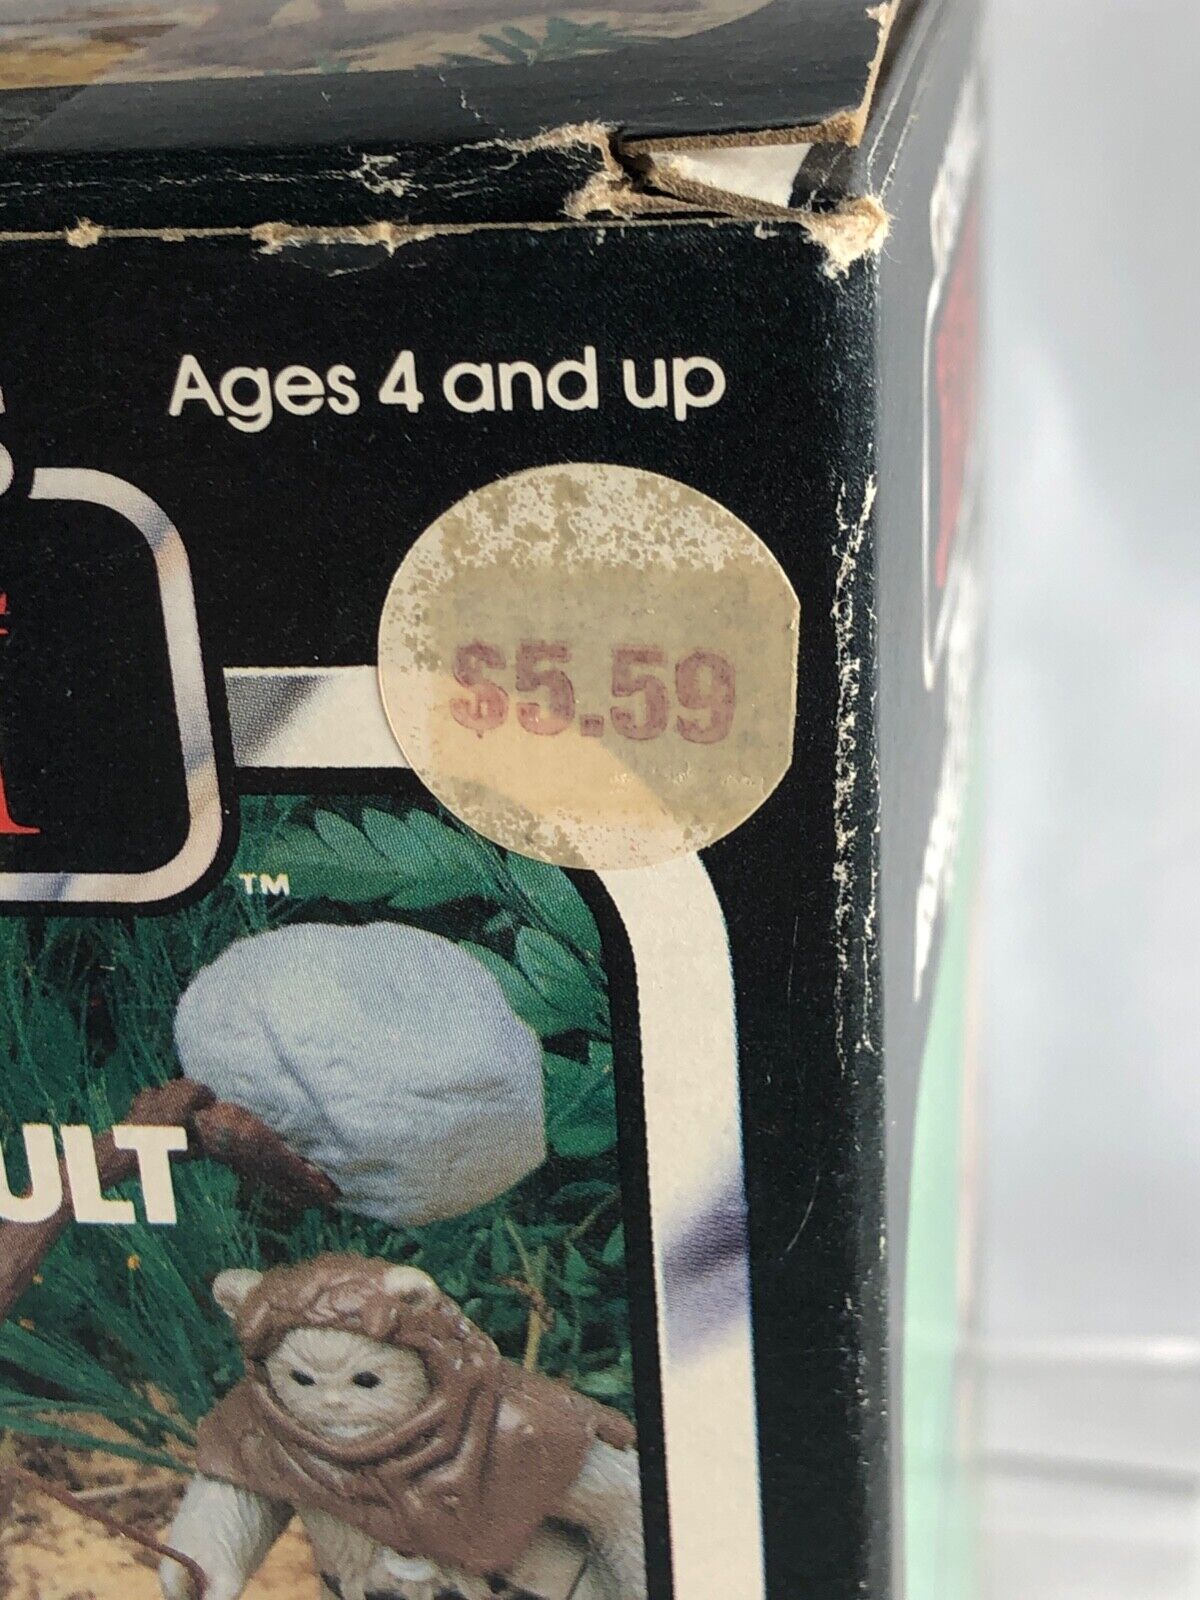 Ages 4 and up
$5.59
TM
ULT